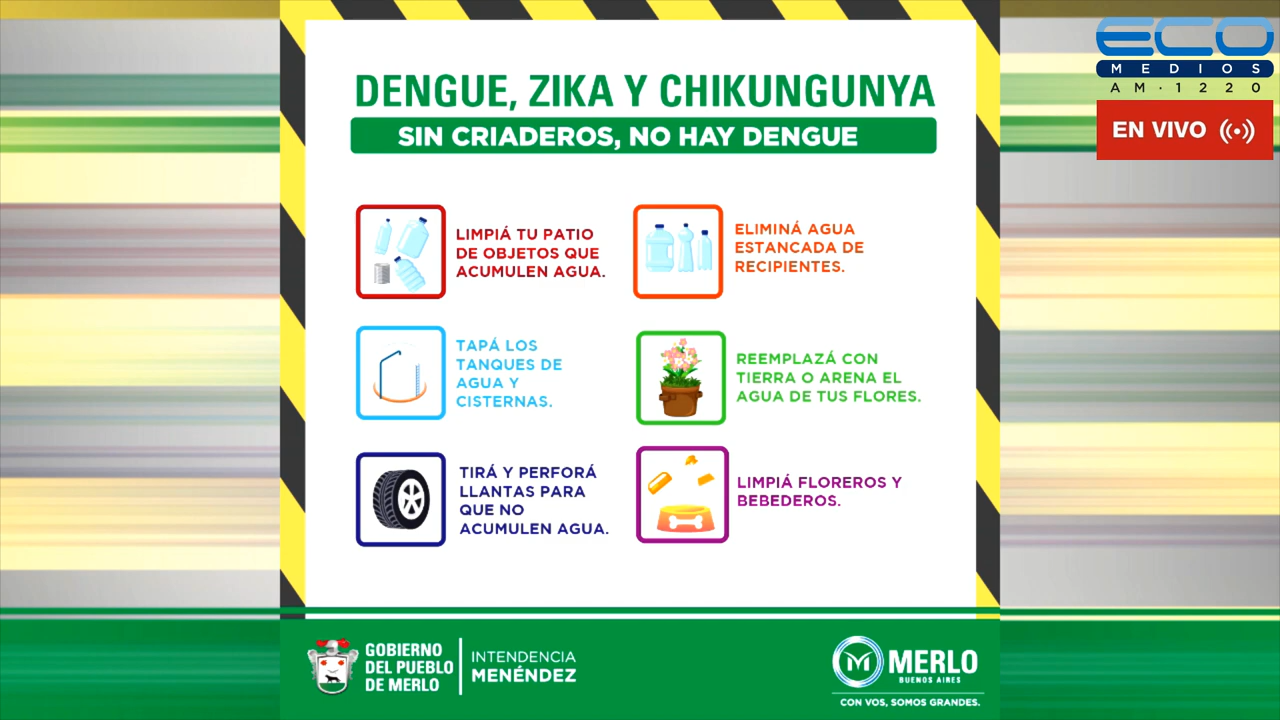 DENGUE, ZIKA Y CHIKUNGUNYA
SIN CRIADEROS, NO HAY DENGUE
LIMPIÁ TU PATIO
DE OBJETOS QUE
ACUMULEN AGUA.
ELIMINÁ AGUA
ESTANCADA DE
RECIPIENTES.
TAPÁ LOS
TANQUES DE
AGUA Y
CISTERNAS.
REEMPLAZÁ CON
TIERRA O ARENA EL
AGUA DE TUS FLORES.
TIRÁ Y PERFORÁ
LLANTAS PARA
QUE NO
ACUMULEN AGUA.
LIMPIÁ FLOREROS Y
BEBEDEROS.
GOBIERNO
DEL PUEBLO
DE MERLO
INTENDENCIA
MENÉNDEZ
MERLO
BUENOS AIRES
CON VOS, SOMOS GRANDES.
ECO
MEDIOS
AM·1220
EN VIVO